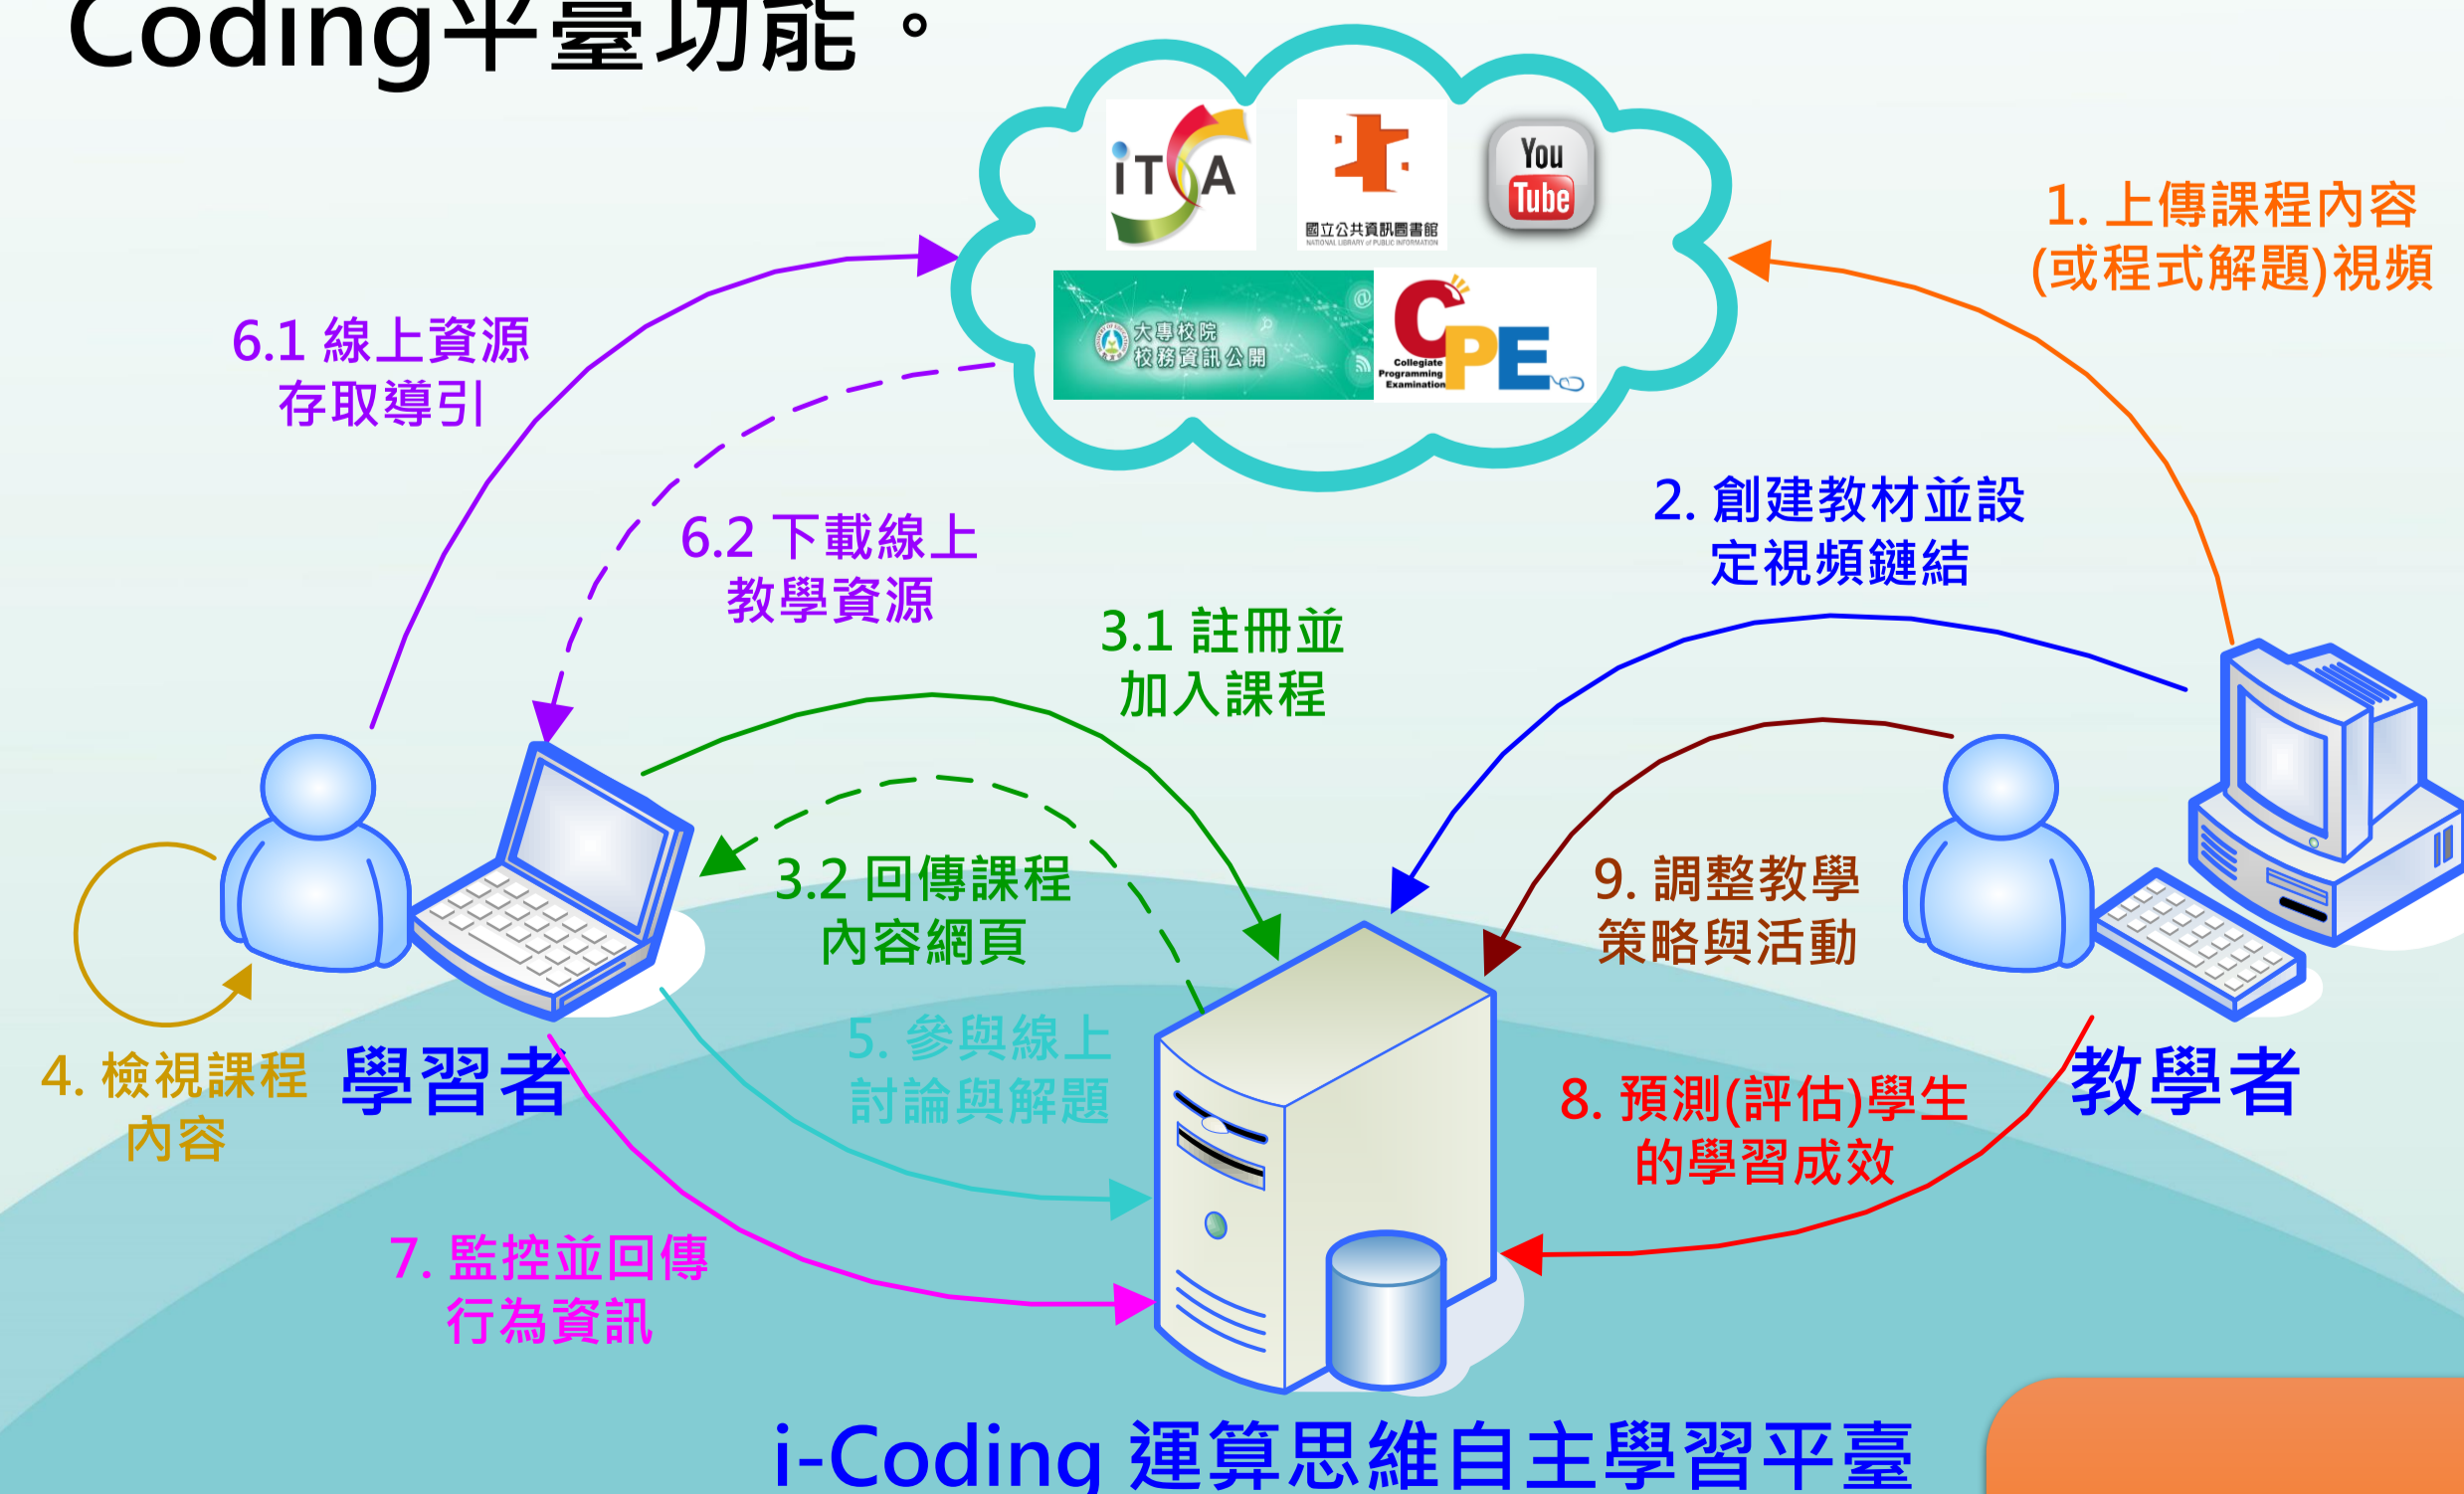 Coding平臺功能。
iTSA
國立公共資訊圖書館
NATIONAL LIBRARY of PUBLIC INFORMATION
You
Tube
大專校院
校務資訊公開
CPE
Collegiate
Programming
Examination
1. 上傳課程內容
(或程式解題)視頻
6.1 線上資源
存取導引
2. 創建教材並設
定視頻鏈結
6.2 下載線上
教學資源
3.1 註冊並
加入課程
3.2 回傳課程
內容網頁
9. 調整教學
策略與活動
5. 參與線上
討論與解題
4. 檢視課程
內容
學習者
教學者
8. 預測(評估)學生
的學習成效
7. 監控並回傳
行為資訊
i-Coding 運算思維自主學習平臺